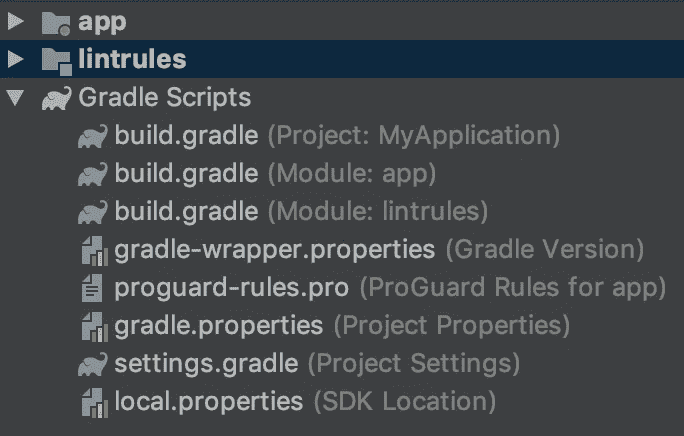 app
lintrules
Gradle Scripts
build.gradle (Project: MyApplication)
build.gradle (Module: app)
build.gradle (Module: lintrules)
gradle-wrapper.properties (Gradle Version)
proguard-rules.pro (ProGuard Rules for app)
gradle.properties (Project Properties)
settings.gradle (Project Settings)
local.properties (SDK Location)